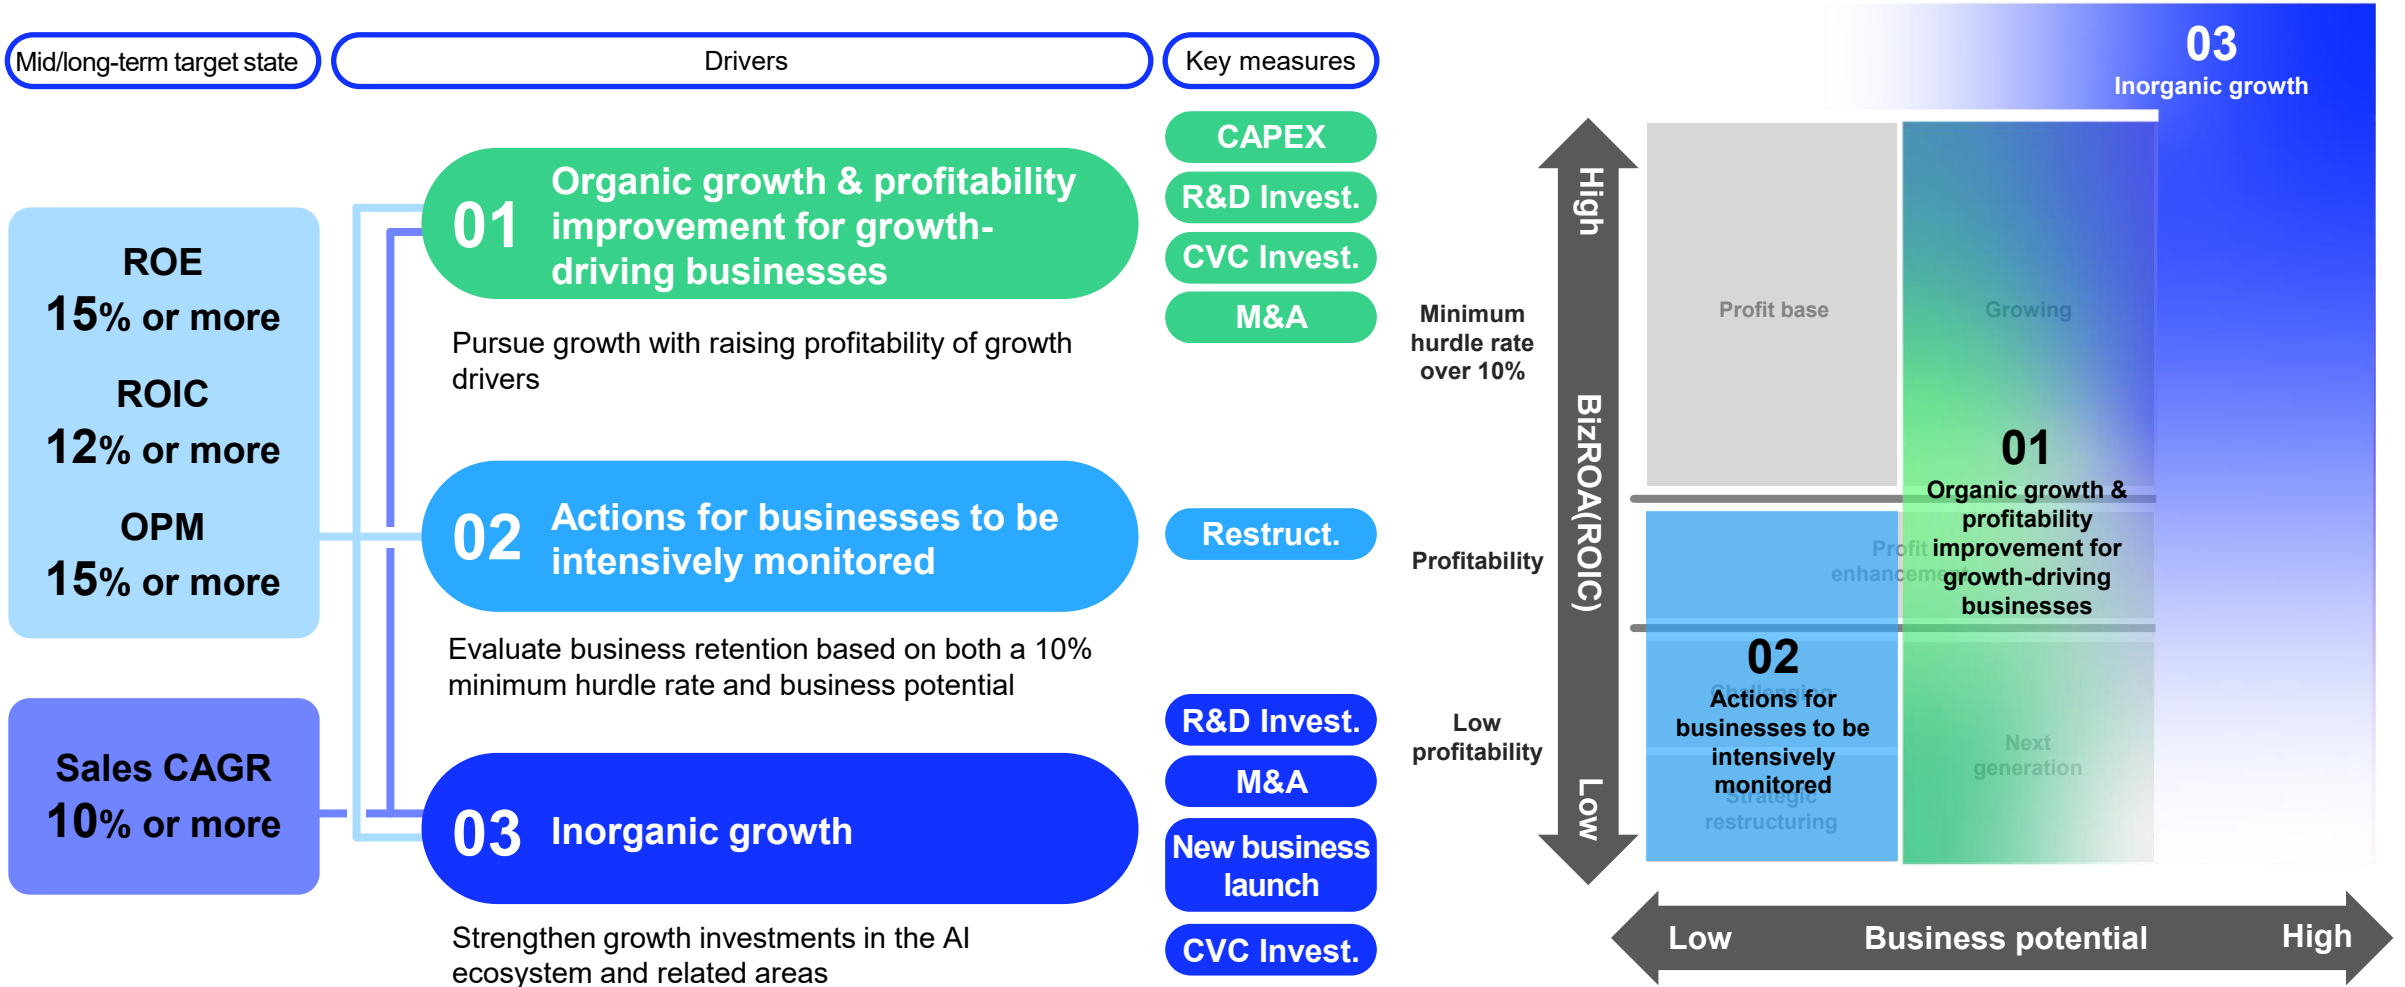 Mid/long-term target state
Drivers
Key measures
ROE
15% or more
ROIC
12% or more
OPM
15% or more
Sales CAGR
10% or more
01
Organic growth & profitability
improvement for growth-
driving businesses
Pursue growth with raising profitability of growth
drivers
02
Actions for businesses to be
intensively monitored
Evaluate business retention based on both a 10%
minimum hurdle rate and business potential
03
Inorganic growth
Strengthen growth investments in the AI
ecosystem and related areas
CAPEX
R&D Invest.
CVC Invest.
M&A
Restruct.
R&D Invest.
M&A
New business
launch
CVC Invest.
Minimum
hurdle rate
over 10%
Profitability
Low
profitability
High
BizROA(ROIC)
Low
03
Inorganic growth
Profit base
Growing
01
Organic growth &
profitability
improvement for
growth-driving
businesses
Profit
enhancement
02
Challenging
Actions for
businesses to be
intensively
monitored
Strategic
restructuring
Next
generation
Low
Business potential
High